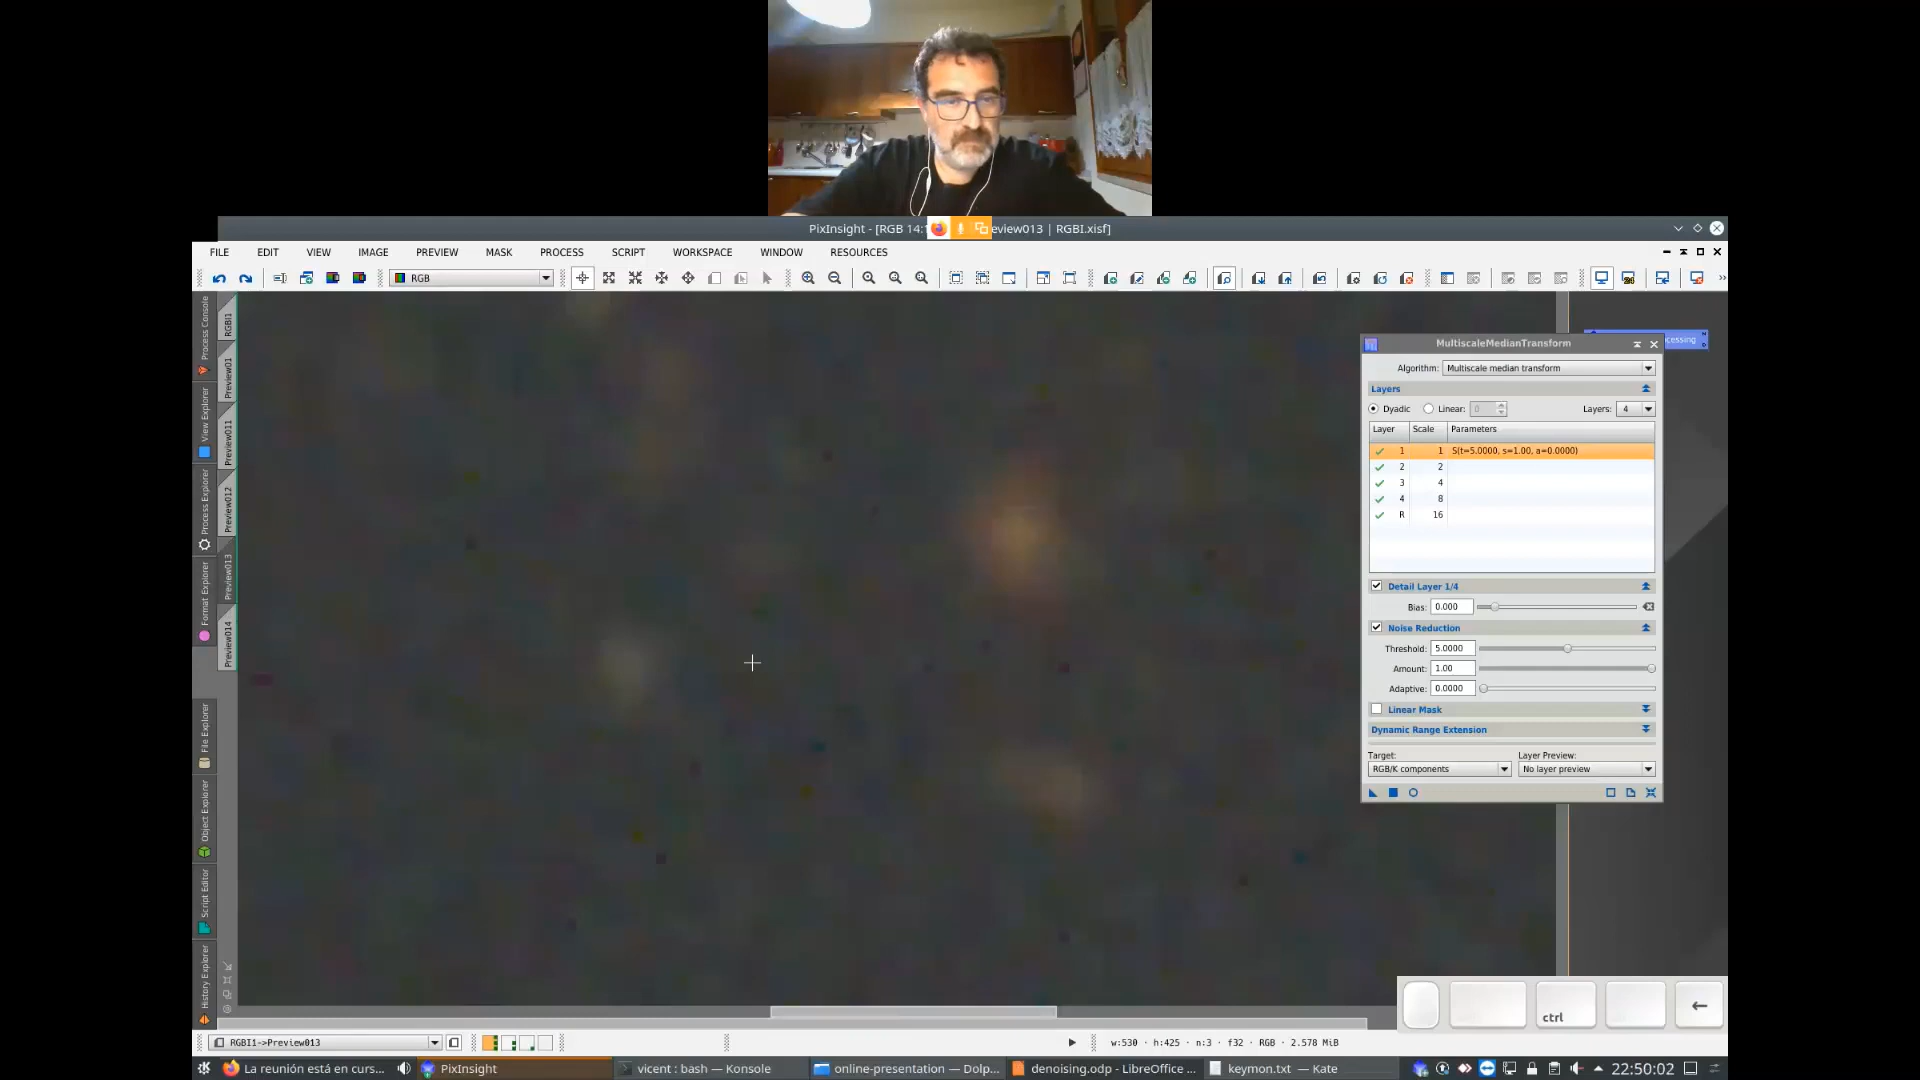 PixInsight - [RGB 14:
eview013 | RGBI.xisf]
FILE EDIT VIEW IMAGE PREVIEW MASK PROCESS SCRIPT WORKSPACE WINDOW RESOURCES
RGB
Process Console
View Explorer
Process Explorer
Format Explorer
File Explorer
Object Explorer
Script Editor
History Explorer
RGBI1
Preview01
Preview011
Preview012
Preview013
Preview014
cessing
MultiscaleMedianTransform
Algorithm: Multiscale median transform
Layers
Dyadic Linear: 0 Layers: 4
Layer Scale Parameters
1 1 S(t=5.0000, s=1.00, a=0.0000)
2 2
3 4
4 8
R 16
Detail Layer 1/4
Bias: 0.000
Noise Reduction
Threshold: 5.0000
Amount: 1.00
Adaptive: 0.0000
Linear Mask
Dynamic Range Extension
Target: Layer Preview:
RGB/K components No layer preview
ctrl ←
RGBI1->Preview013
w:530 · h:425 · n:3 · f32 · RGB · 2.578 MiB
La reunión está en curs... PixInsight vicent : bash — Konsole online-presentation — Dolp... denoising.odp - LibreOffice ... keymon.txt — Kate 22:50:02